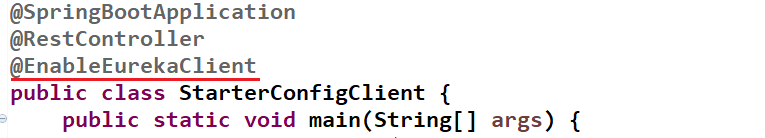 @SpringBootApplication
@RestController
@EnableEurekaClient
public class StarterConfigClient {
public static void main(String[] args) {